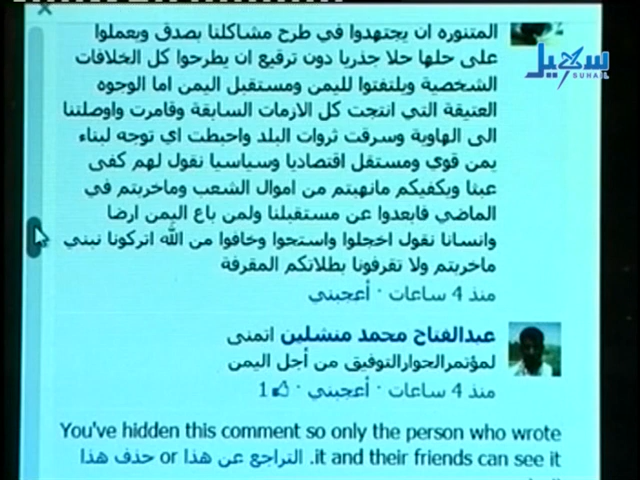 سهيل
SUHAIL
المتنوره ان يجتهدوا في طرح مشاكلنا بصدق ويعملوا
على حلها حلا جذريا دون ترقيع ان يطرحوا كل الخلافات
الشخصية ويلتفتوا لليمن ومستقبل اليمن اما الوجوه
العتيقة التي انتجت كل الازمات السابقة وقامرت واوصلتنا
الى الهاوية وسرقت ثروات البلد واحبطت اي توجه لبناء
يمن قوي ومستقل اقتصاديا وسياسيا نقول لهم كفى
عبثا ويكفيكم مانهبتم من اموال الشعب وماخربتم في
الماضي فابعدوا عن مستقبلنا ولمن باع اليمن ارضا
وانسانا نقول اخجلوا واستحوا وخافوا من الله اتركونا نبني
ماخربتم ولا تقرفونا بطلاتكم المقرفة
منذ 4 ساعات · أعجبني
عبدالفتاح محمد منشلين اتمنى
لمؤتمرالحوارالتوفيق من أجل اليمن
منذ 4 ساعات · أعجبني · 1
You've hidden this comment so only the person who wrote
it and their friends can see it. التراجع عن هذا or حذف هذا